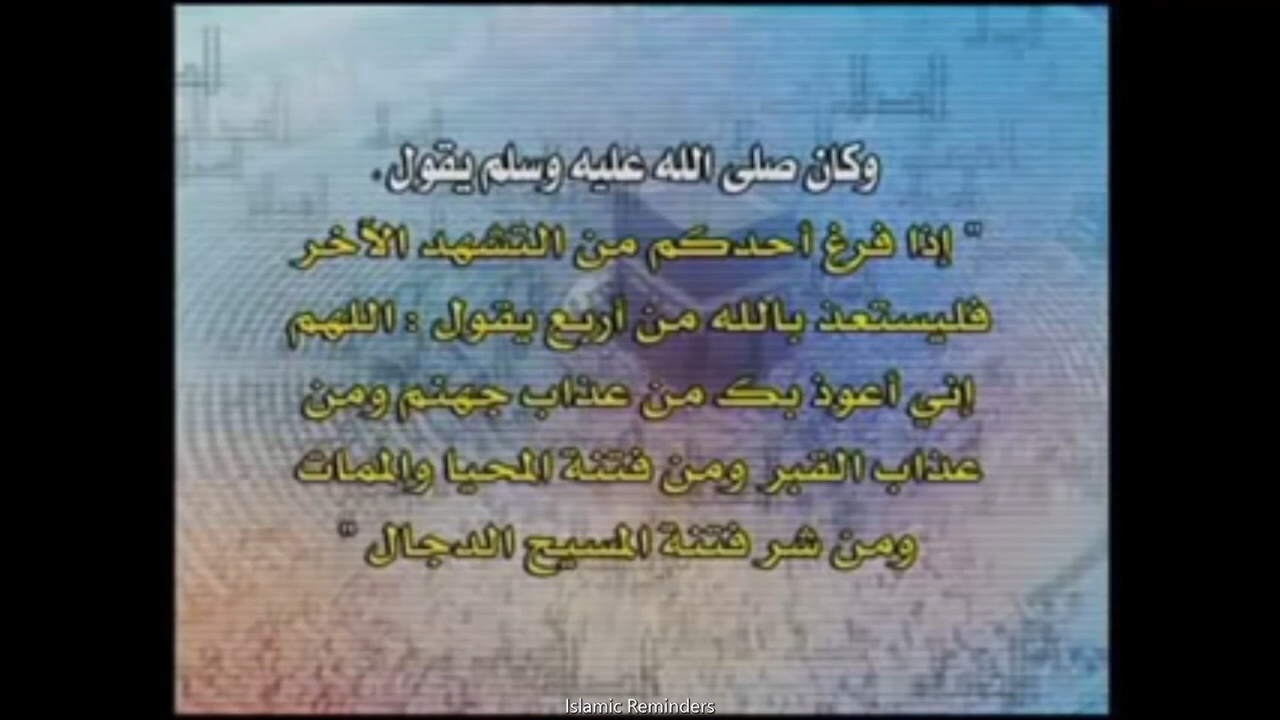 وكان صلى الله عليه وسلم يقول .
" إذا فرغ أحدكم من التشهد الآخر
فليستعذ بالله من أربع يقول : اللهم
إني أعوذ بك من عذاب جهنم ومن
عذاب القبر ومن فتنة المحيا والممات
ومن شر فتنة المسيح الدجال "
Islamic Reminders